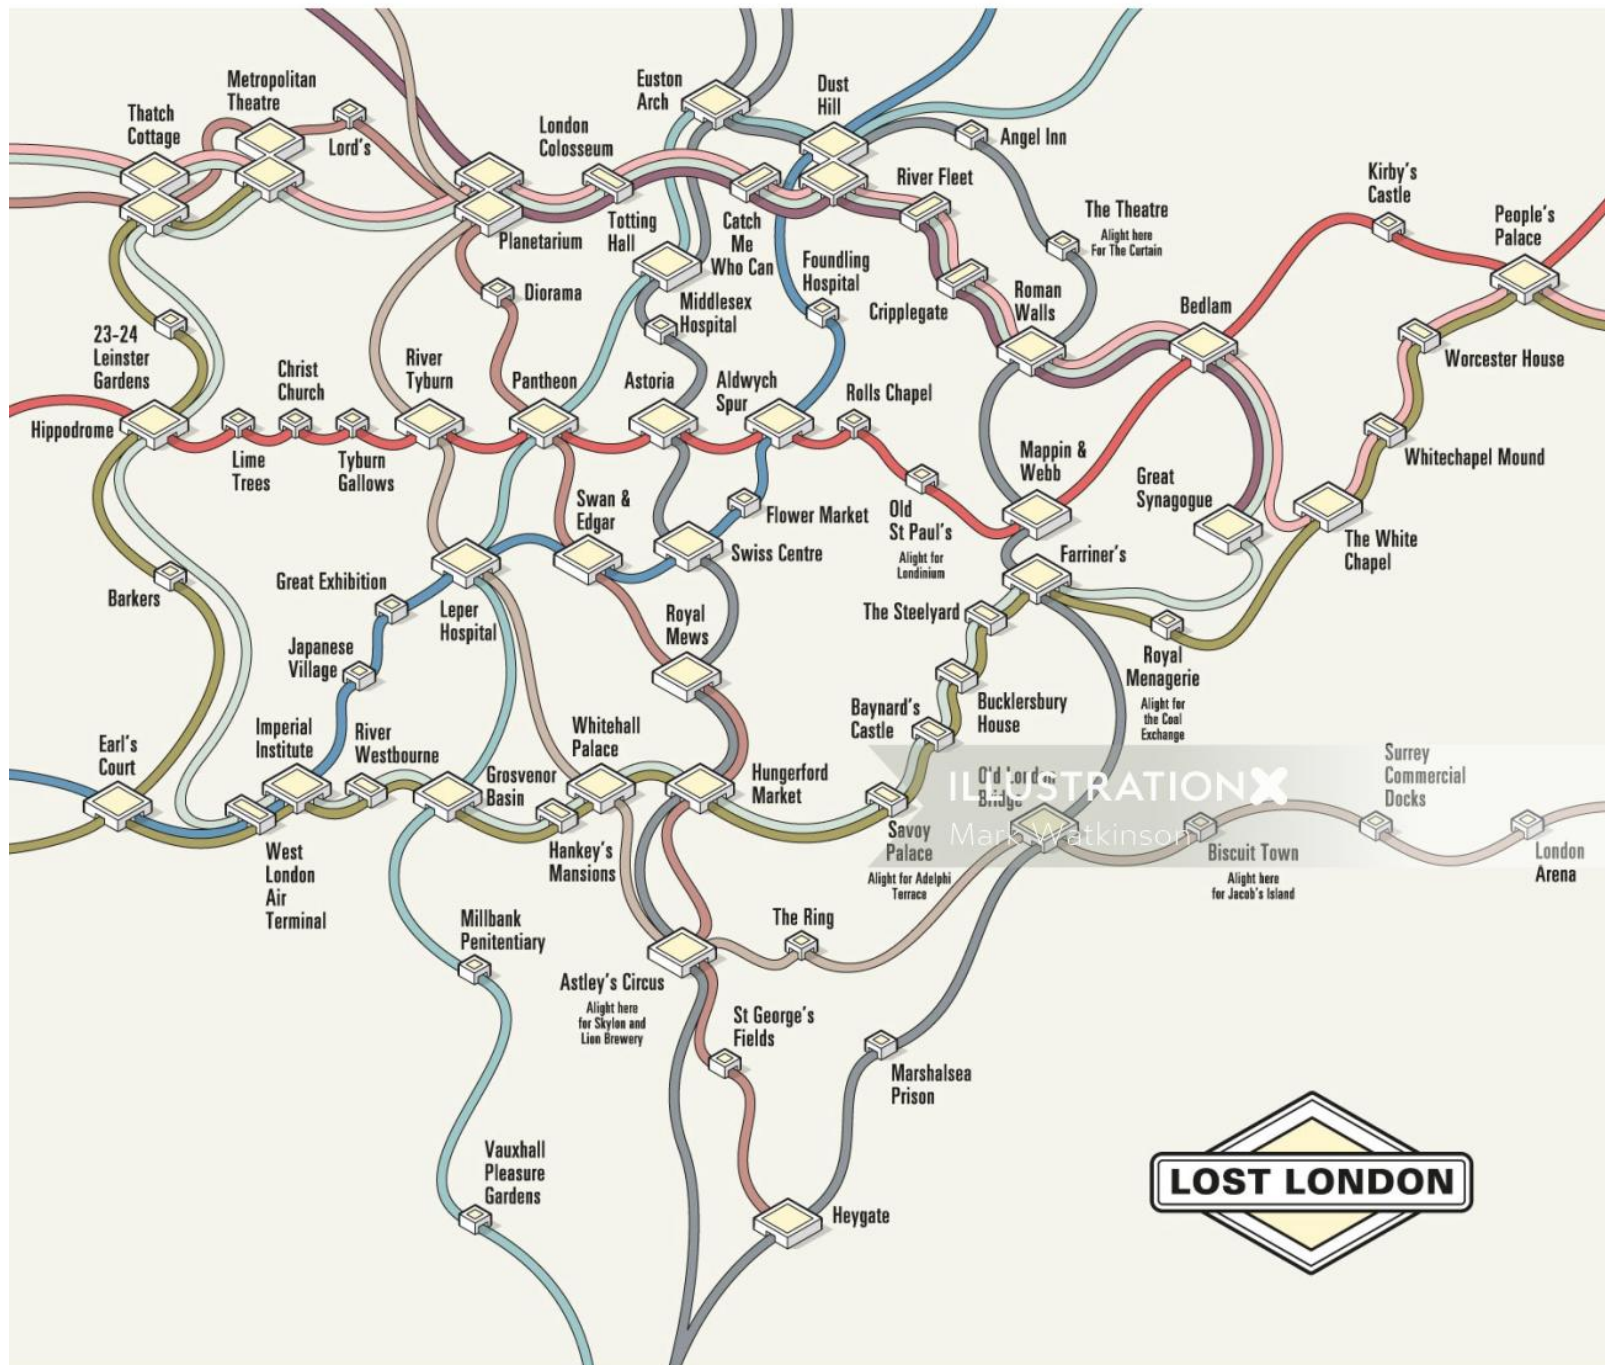 Metropolitan
Theatre
Thatch
Cottage
Lord's
London
Colosseum
Euston
Arch
Dust
Hill
Angel Inn
River Fleet
Planetarium
Totting
Hall
Catch
Me
Who Can
The Theatre
Alight here
For The Curtain
Kirby's
Castle
People's
Palace
Diorama
Middlesex
Hospital
Foundling
Hospital
Cripplegate
Roman
Walls
Bedlam
23-24
Leinster
Gardens
Worcester House
Hippodrome
Christ
Church
River
Tyburn
Pantheon
Astoria
Aldwych
Spur
Rolls Chapel
Lime
Trees
Tyburn
Gallows
Whitechapel Mound
Mappin &
Webb
Great
Synagogue
Swan &
Edgar
Flower Market
Old
St Paul's
Alight for
Londinium
Swiss Centre
Farriner's
The White
Chapel
Barkers
Great Exhibition
Leper
Hospital
Royal
Mews
The Steelyard
Japanese
Village
Royal
Menagerie
Alight for
the Coal
Exchange
Baynard's
Castle
Bucklersbury
House
Earl's
Court
Imperial
Institute
River
Westbourne
Whitehall
Palace
Grosvenor
Basin
Hungerford
Market
Old London
Bridge
Surrey
Commercial
Docks
ILLUSTRATIONX
Mark Watkinson
West
London
Air
Terminal
Hankey's
Mansions
Savoy
Palace
Alight for Adelphi
Terrace
Biscuit Town
Alight here
for Jacob's Island
London
Arena
Millbank
Penitentiary
The Ring
Astley's Circus
Alight here
for Skylon and
Lion Brewery
St George's
Fields
Marshalsea
Prison
Vauxhall
Pleasure
Gardens
Heygate
LOST LONDON